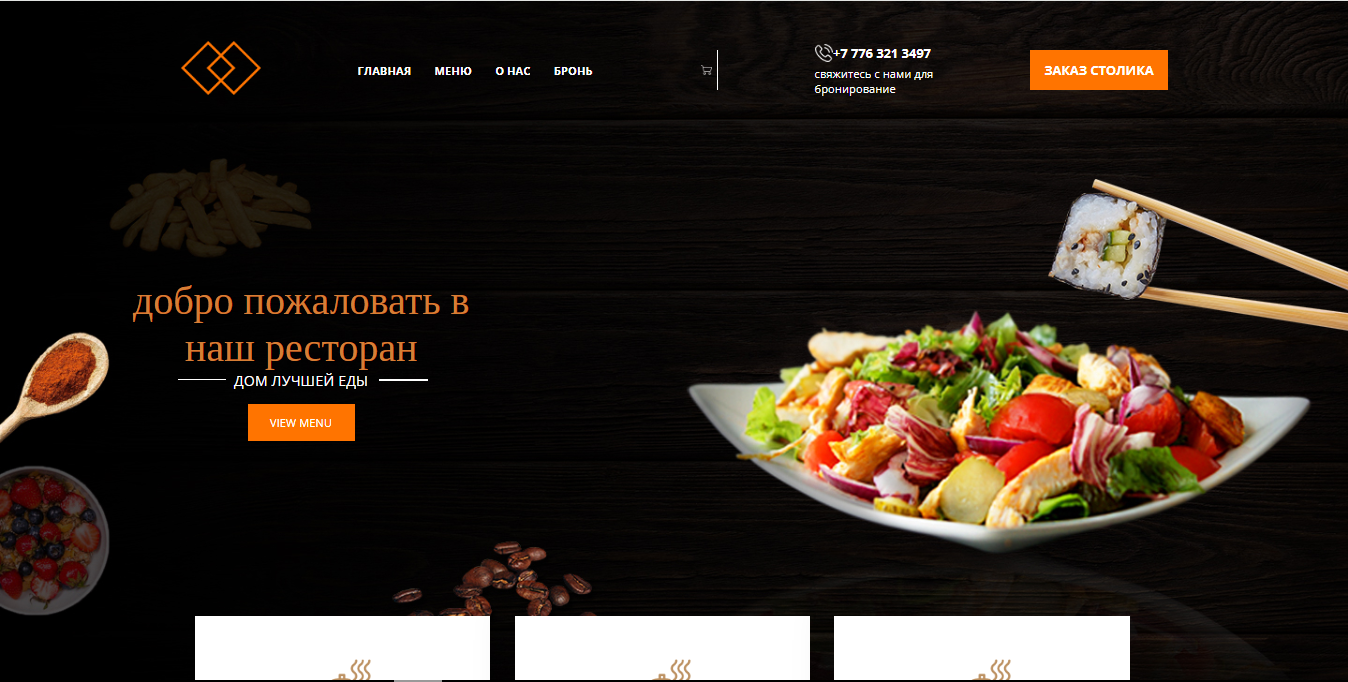 ГЛАВНАЯ МЕНЮ О НАС БРОНЬ
+7 776 321 3497
свяжитесь с нами для
бронирование
ЗАКАЗ СТОЛИКА
добро пожаловать в
наш ресторан
ДОМ ЛУЧШЕЙ ЕДЫ
VIEW MENU